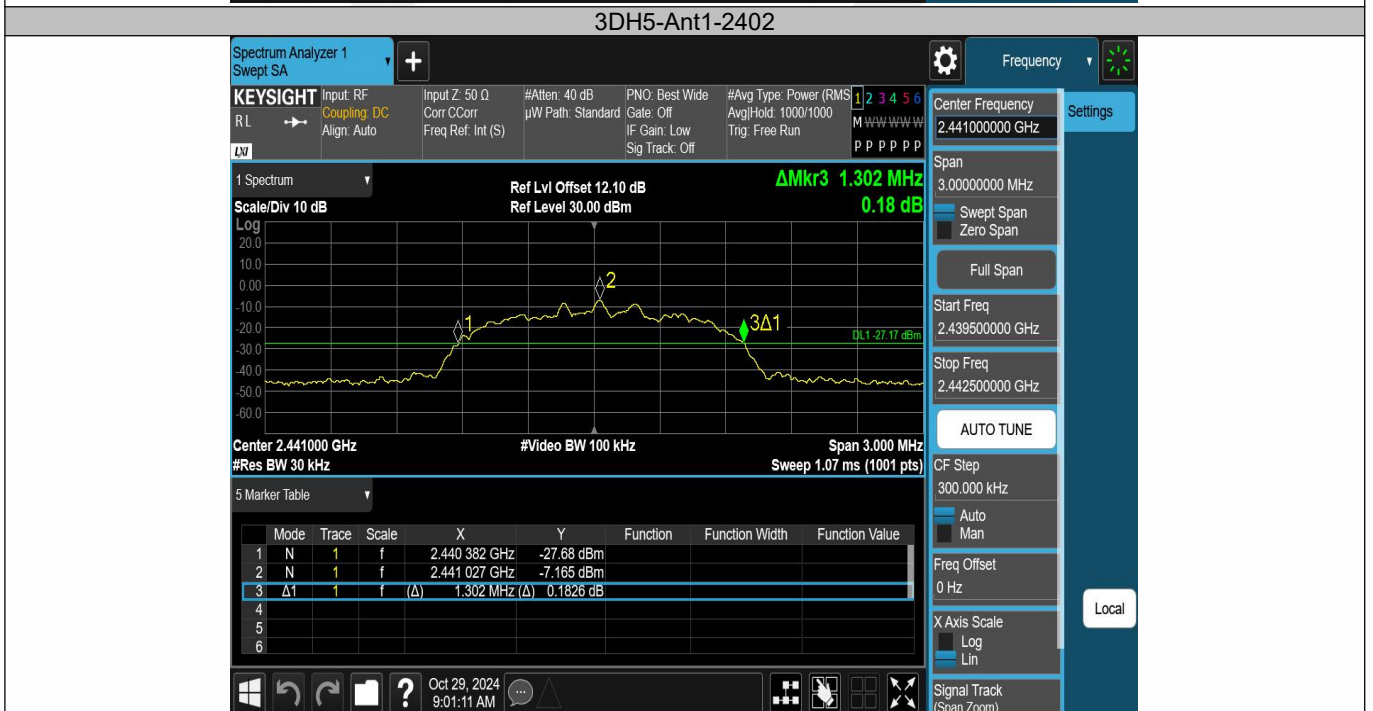 3DH5-Ant1-2402
Spectrum Analyzer 1
Swept SA
+
Frequency
KEYSIGHT
RL
LXI
Input: RF
Coupling: DC
Align: Auto
Input Z: 50 Ω
Corr CCorr
Freq Ref: Int (S)
#Atten: 40 dB
µW Path: Standard
PNO: Best Wide
Gate: Off
IF Gain: Low
Sig Track: Off
#Avg Type: Power (RMS
Avg|Hold: 1000/1000
Trig: Free Run
1 2 3 4 5 6
M W W W W W
P P P P P P
1 Spectrum
Scale/Div 10 dB
Ref Lvl Offset 12.10 dB
Ref Level 30.00 dBm
ΔMkr3 1.302 MHz
0.18 dB
Log
20.0
10.0
0.00
-10.0
-20.0
-30.0
-40.0
-50.0
-60.0
1
2
3Δ1
DL1 -27.17 dBm
Center 2.441000 GHz
#Video BW 100 kHz
Span 3.000 MHz
#Res BW 30 kHz
Sweep 1.07 ms (1001 pts)
5 Marker Table
Mode Trace Scale X Y Function Function Width Function Value
1 N 1 f 2.440 382 GHz -27.68 dBm
2 N 1 f 2.441 027 GHz -7.165 dBm
3 Δ1 1 f (Δ) 1.302 MHz (Δ) 0.1826 dB
4
5
6
?
Oct 29, 2024
9:01:11 AM
Center Frequency
2.441000000 GHz
Settings
Span
3.00000000 MHz
Swept Span
Zero Span
Full Span
Start Freq
2.439500000 GHz
Stop Freq
2.442500000 GHz
AUTO TUNE
CF Step
300.000 kHz
Auto
Man
Freq Offset
0 Hz
Local
X Axis Scale
Log
Lin
Signal Track
(Span Zoom)